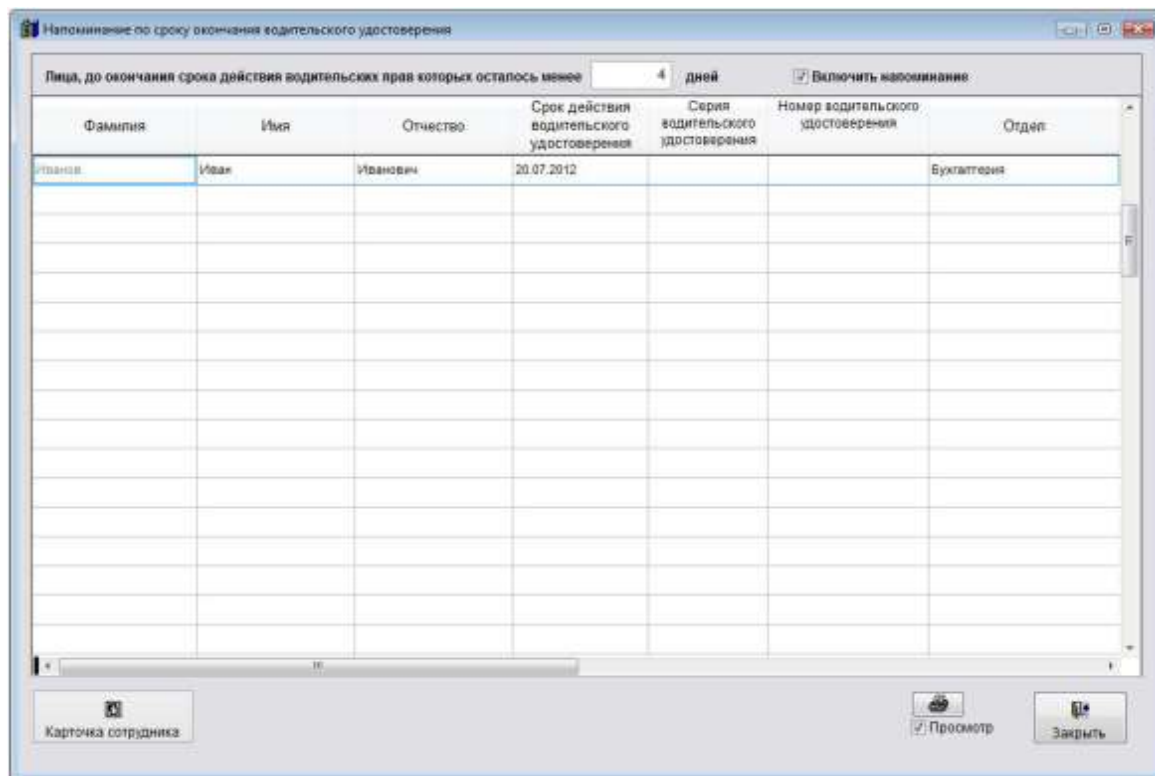 Напоминание по сроку окончания водительского удостоверения
Лица, до окончания срока действия водительских прав которых осталось менее 4 дней Включить напоминание
Фамилия Имя Отчество Срок действия водительского удостоверения Серия водительского удостоверения Номер водительского удостоверения Отдел
Иванов Иван Иванович 20.07.2012 Бухгалтерия
Карточка сотрудника Просмотр Закрыть